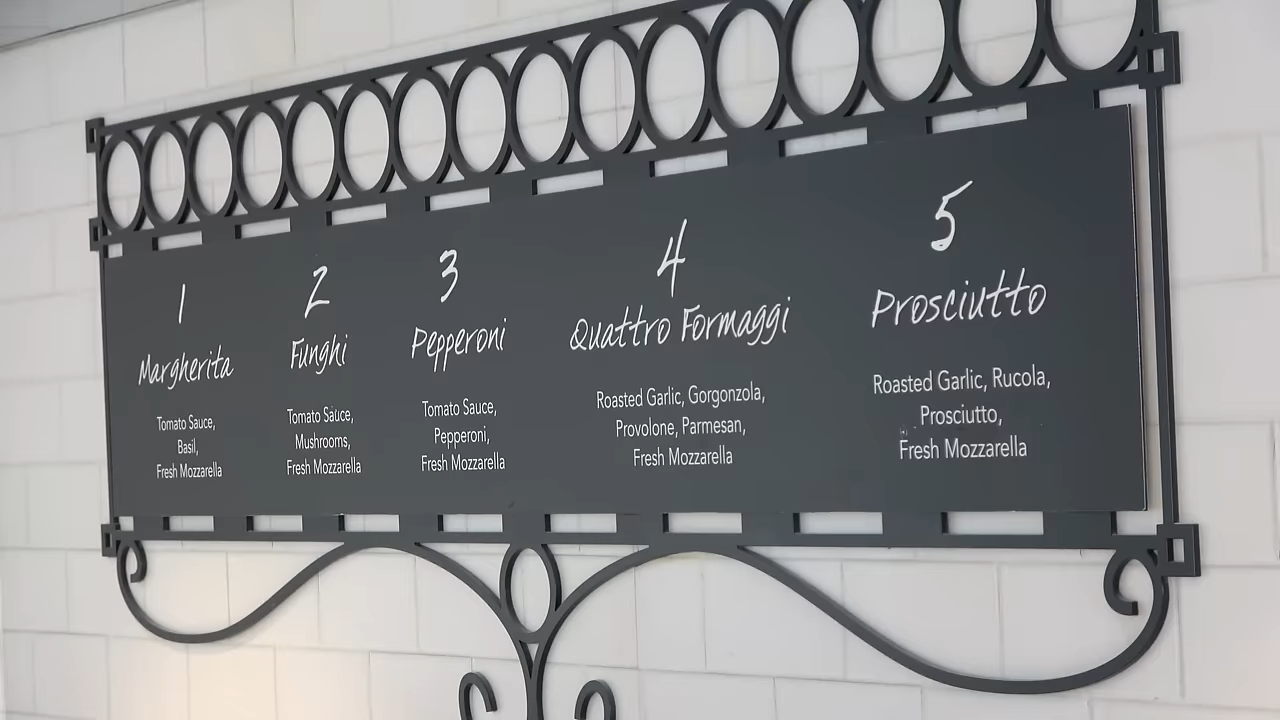 1
Margherita
Tomato Sauce,
Basil,
Fresh Mozzarella
2
Funghi
Tomato Sauce,
Mushrooms,
Fresh Mozzarella
3
Pepperoni
Tomato Sauce,
Pepperoni,
Fresh Mozzarella
4
Quattro Formaggi
Roasted Garlic, Gorgonzola,
Provolone, Parmesan,
Fresh Mozzarella
5
Prosciutto
Roasted Garlic, Rucola,
Prosciutto,
Fresh Mozzarella